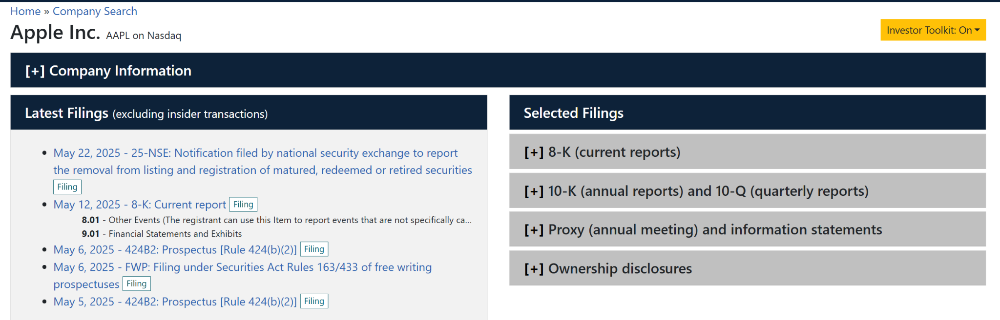 Home » Company Search
Apple Inc. AAPL on Nasdaq
Investor Toolkit: On
[+] Company Information
Latest Filings (excluding insider transactions)
May 22, 2025 - 25-NSE: Notification filed by national security exchange to report
the removal from listing and registration of matured, redeemed or retired securities
Filing
May 12, 2025 - 8-K: Current report Filing
8.01 - Other Events (The registrant can use this Item to report events that are not specifically ca...
9.01 - Financial Statements and Exhibits
May 6, 2025 - 424B2: Prospectus [Rule 424(b)(2)] Filing
May 6, 2025 - FWP: Filing under Securities Act Rules 163/433 of free writing
prospectuses Filing
May 5, 2025 - 424B2: Prospectus [Rule 424(b)(2)] Filing
Selected Filings
[+] 8-K (current reports)
[+] 10-K (annual reports) and 10-Q (quarterly reports)
[+] Proxy (annual meeting) and information statements
[+] Ownership disclosures